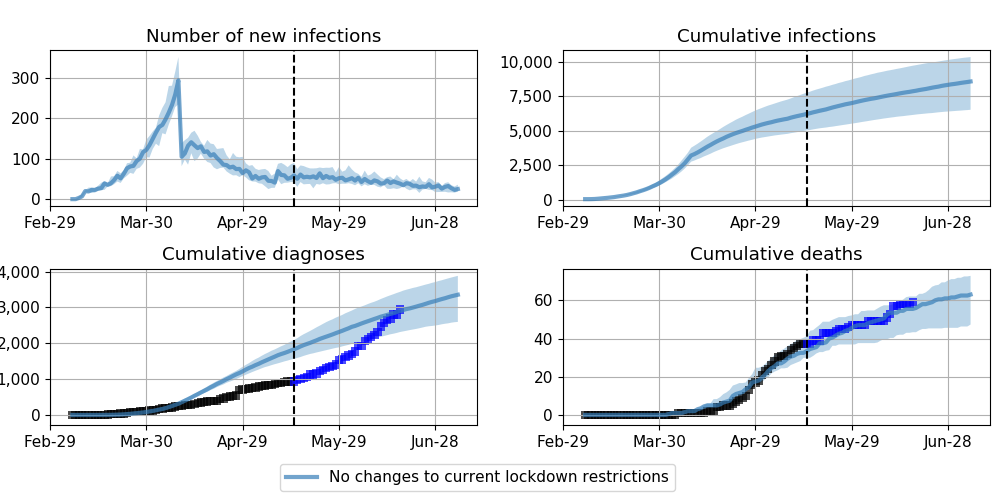 Number of new infections
Cumulative infections
300
200
100
0
Feb-29 Mar-30 Apr-29 May-29 Jun-28
10,000
7,500
5,000
2,500
0
Feb-29 Mar-30 Apr-29 May-29 Jun-28
Cumulative diagnoses
Cumulative deaths
4,000
3,000
2,000
1,000
0
Feb-29 Mar-30 Apr-29 May-29 Jun-28
60
40
20
0
Feb-29 Mar-30 Apr-29 May-29 Jun-28
No changes to current lockdown restrictions